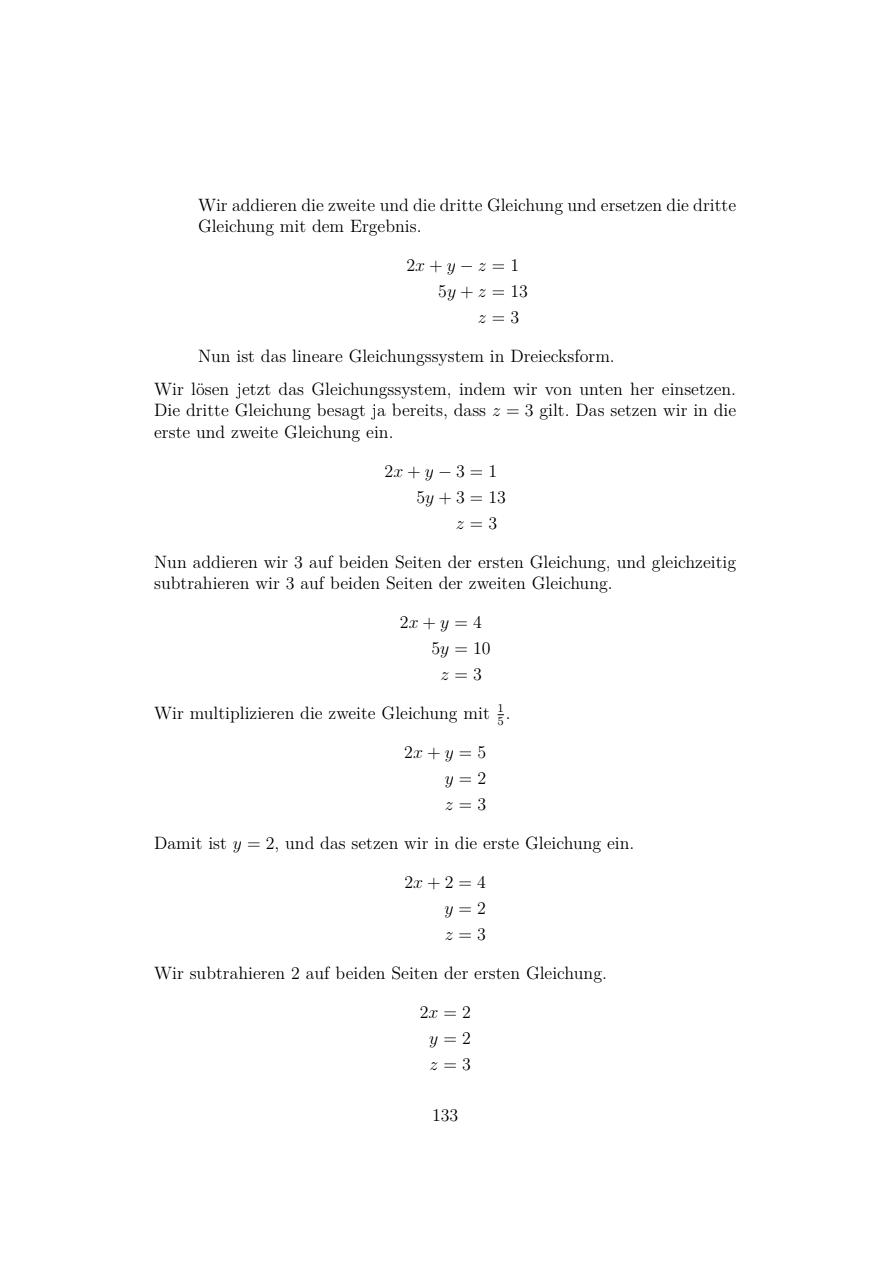 Wir addieren die zweite und die dritte Gleichung und ersetzen die dritte
Gleichung mit dem Ergebnis.
2x + y − z = 1
5y + z = 13
z = 3
Nun ist das lineare Gleichungssystem in Dreiecksform.
Wir lösen jetzt das Gleichungssystem, indem wir von unten her einsetzen.
Die dritte Gleichung besagt ja bereits, dass z = 3 gilt. Das setzen wir in die
erste und zweite Gleichung ein.
2x + y − 3 = 1
5y + 3 = 13
z = 3
Nun addieren wir 3 auf beiden Seiten der ersten Gleichung, und gleichzeitig
subtrahieren wir 3 auf beiden Seiten der zweiten Gleichung.
2x + y = 4
5y = 10
z = 3
Wir multiplizieren die zweite Gleichung mit 1/5.
2x + y = 5
y = 2
z = 3
Damit ist y = 2, und das setzen wir in die erste Gleichung ein.
2x + 2 = 4
y = 2
z = 3
Wir subtrahieren 2 auf beiden Seiten der ersten Gleichung.
2x = 2
y = 2
z = 3
133